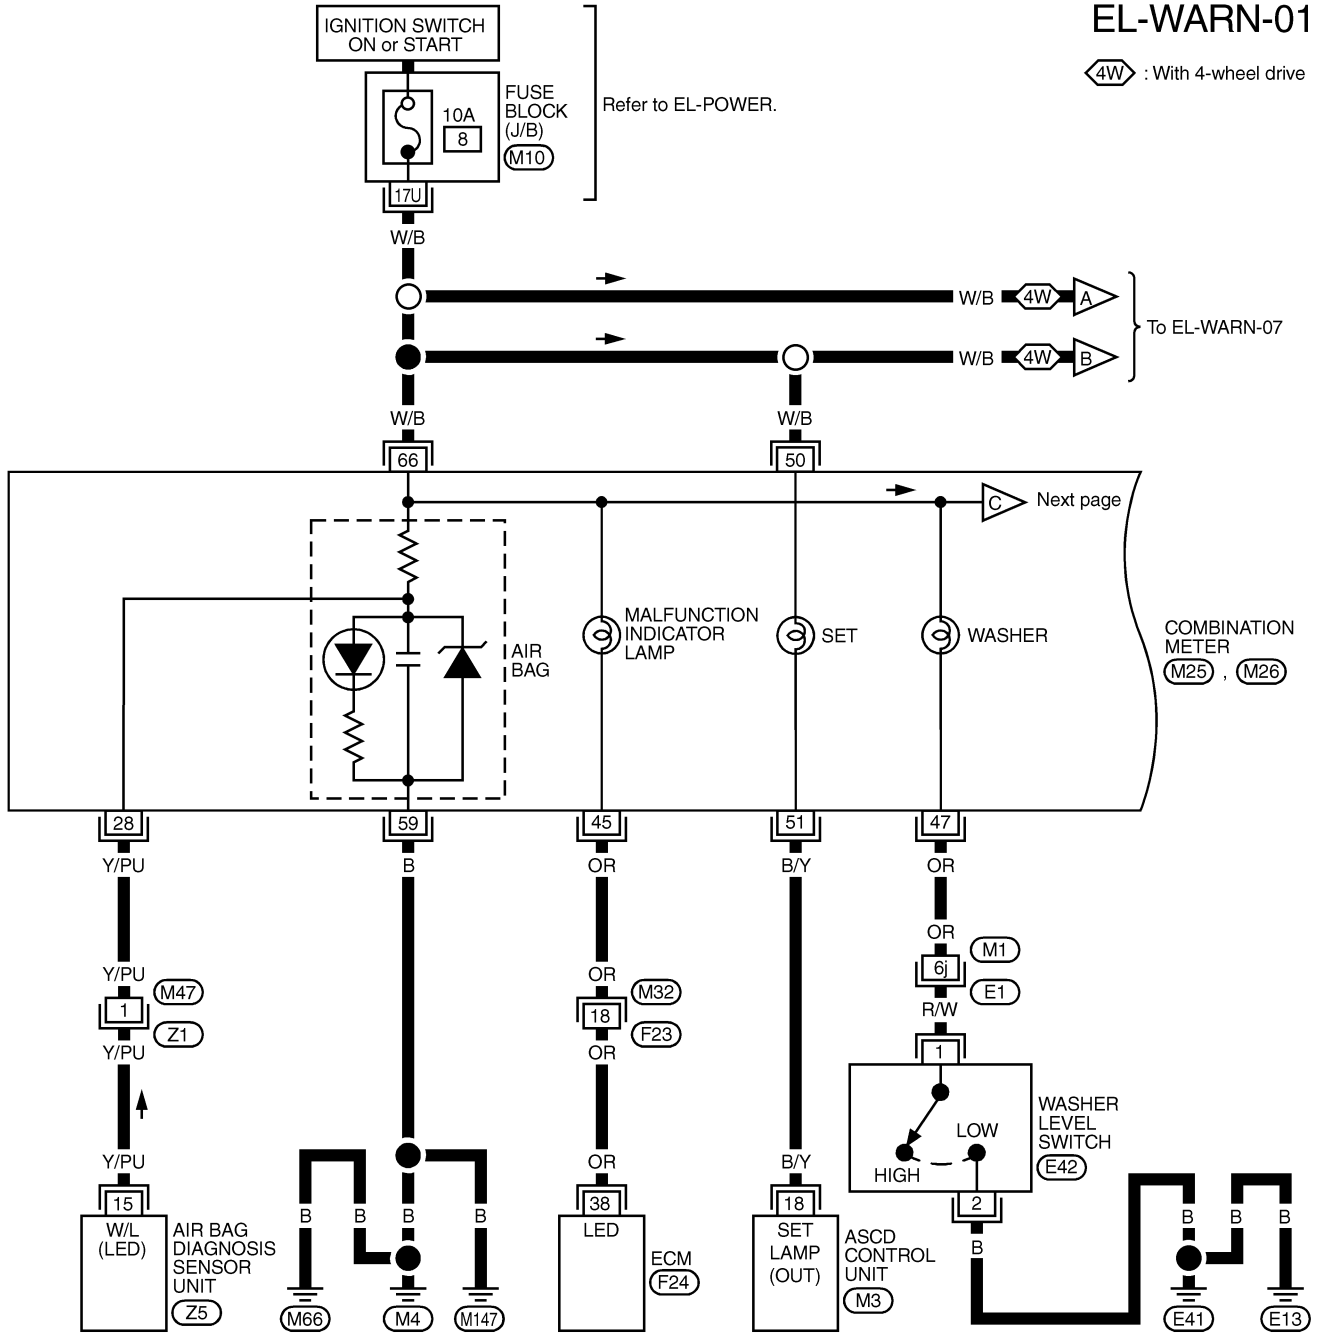 EL-WARN-01
4W : With 4-wheel drive
IGNITION SWITCH
ON or START
10A
8
FUSE
BLOCK
(J/B)
M10
Refer to EL-POWER.
17U
W/B
W/B 4W A
W/B 4W B
To EL-WARN-07
W/B
W/B
66
50
C Next page
AIR
BAG
MALFUNCTION
INDICATOR
LAMP
SET
WASHER
COMBINATION
METER
M25 , M26
28
59
45
51
47
Y/PU
B
OR
B/Y
OR
Y/PU
OR
OR
M47
1
Z1
M32
18
F23
M1
6j
E1
Y/PU
OR
R/W
1
HIGH
LOW
WASHER
LEVEL
SWITCH
E42
2
Y/PU
OR
B/Y
15
38
18
B
B
B
B
B
B
B
B
W/L
(LED)
AIR BAG
DIAGNOSIS
SENSOR
UNIT
Z5
M66
M4
M147
LED
ECM
F24
SET
LAMP
(OUT)
ASCD
CONTROL
UNIT
M3
E41
E13